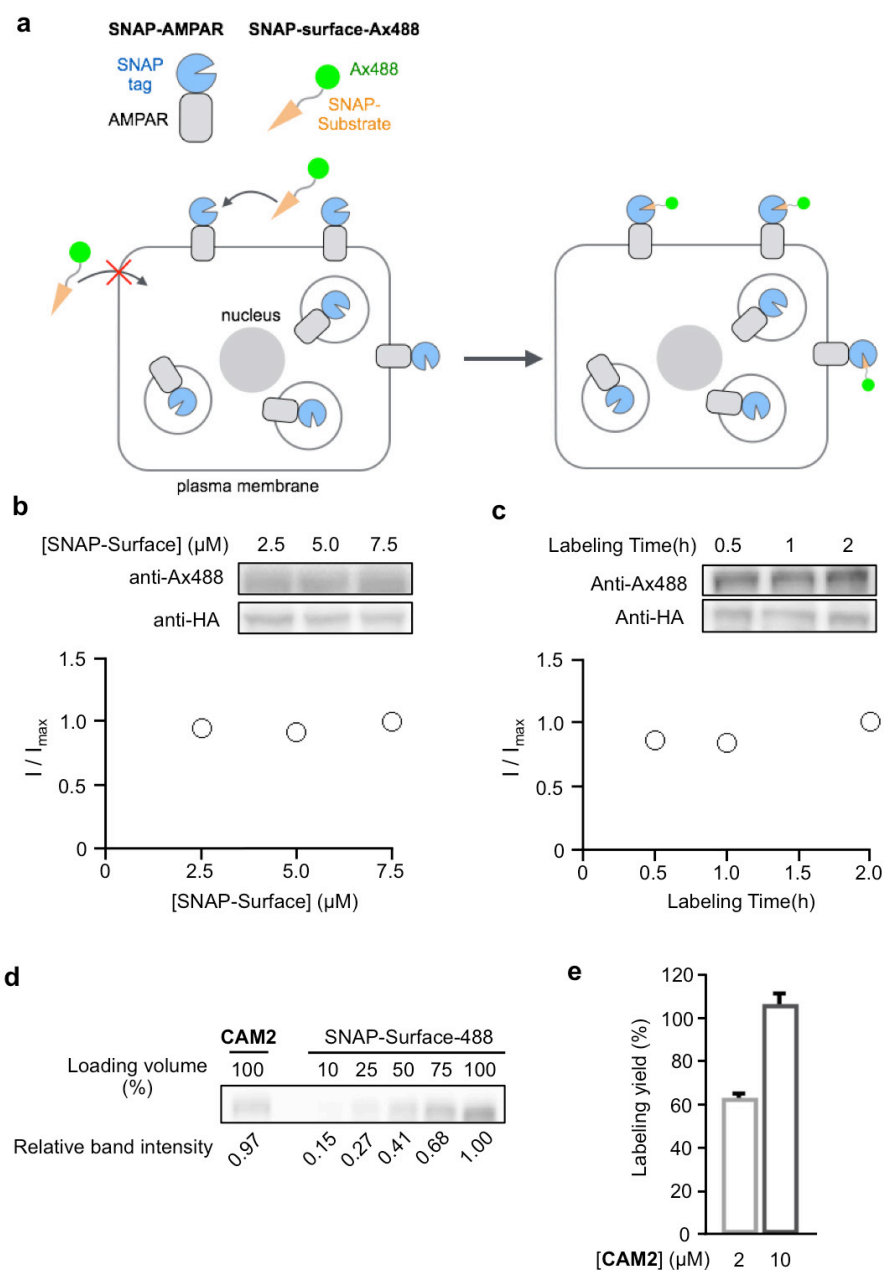 a
SNAP-AMPAR SNAP-surface-Ax488
SNAP
tag
AMPAR
Ax488
SNAP-
Substrate
nucleus
plasma membrane
b
[SNAP-Surface] (μM) 2.5 5.0 7.5
anti-Ax488
anti-HA
1.5
1.0
0.5
0
I / Imax
0 2.5 5.0 7.5
[SNAP-Surface] (μM)
c
Labeling Time(h) 0.5 1 2
Anti-Ax488
Anti-HA
1.5
1.0
0.5
0
I / Imax
0 0.5 1.0 1.5 2.0
Labeling Time(h)
d
CAM2 SNAP-Surface-488
Loading volume
(%)
100 10 25 50 75 100
Relative band intensity 0.97 0.15 0.27 0.41 0.68 1.00
e
120
100
80
60
40
20
0
Labeling yield (%)
[CAM2] (μM) 2 10